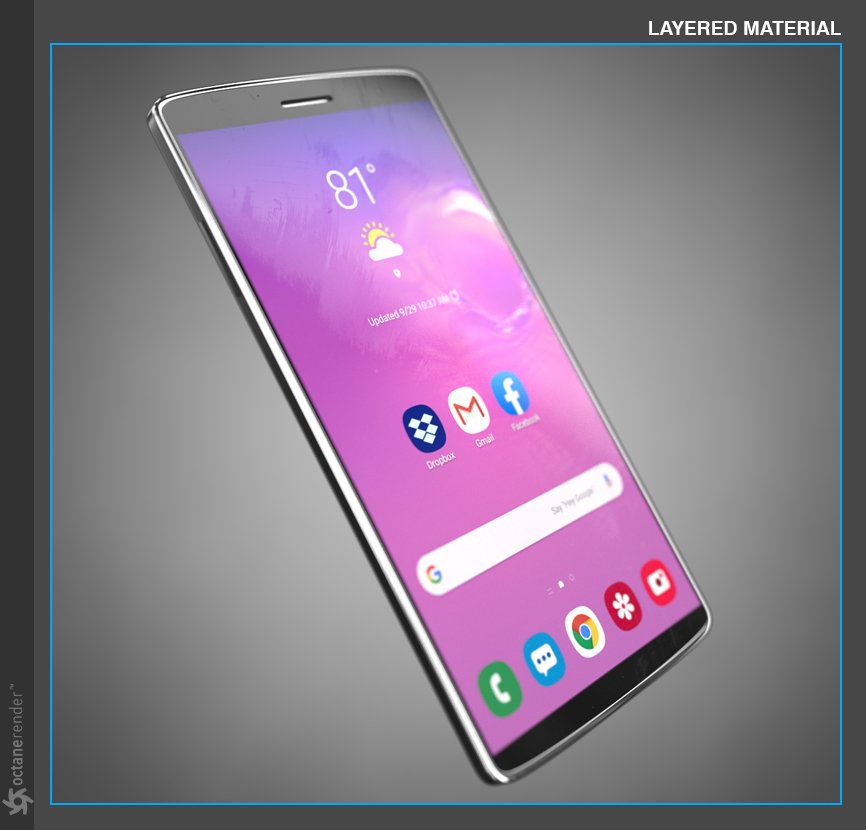 LAYERED MATERIAL
81°
Updated 9/29 10:37 AM
Dropbox
Gmail
Facebook
Say "Hey Google"
octanerender™